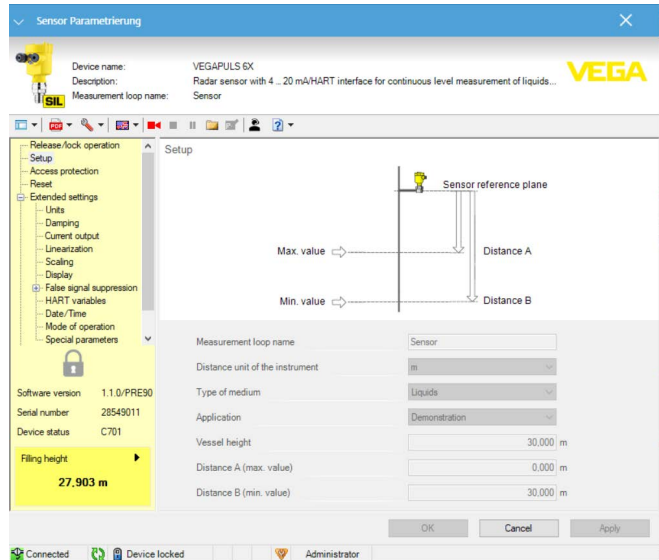 Sensor Parametrierung
Device name: VEGAPULS 6X
Description: Radar sensor with 4 .. 20 mA/HART interface for continuous level measurement of liquids...
Measurement loop name: Sensor
VEGA
SIL
PDF
Release/lock operation
Setup
Access protection
Reset
Extended settings
Units
Damping
Current output
Linearization
Scaling
Display
False signal suppression
HART variables
Date/Time
Mode of operation
Special parameters
Software version 1.1.0/PRE90
Serial number 28549011
Device status C701
Filling height
27,903 m
Setup
Sensor reference plane
Max. value
Distance A
Min. value
Distance B
Measurement loop name Sensor
Distance unit of the instrument m
Type of medium Liquids
Application Demonstration
Vessel height 30,000 m
Distance A (max. value) 0,000 m
Distance B (min. value) 30,000 m
OK Cancel Apply
Connected Device locked Administrator